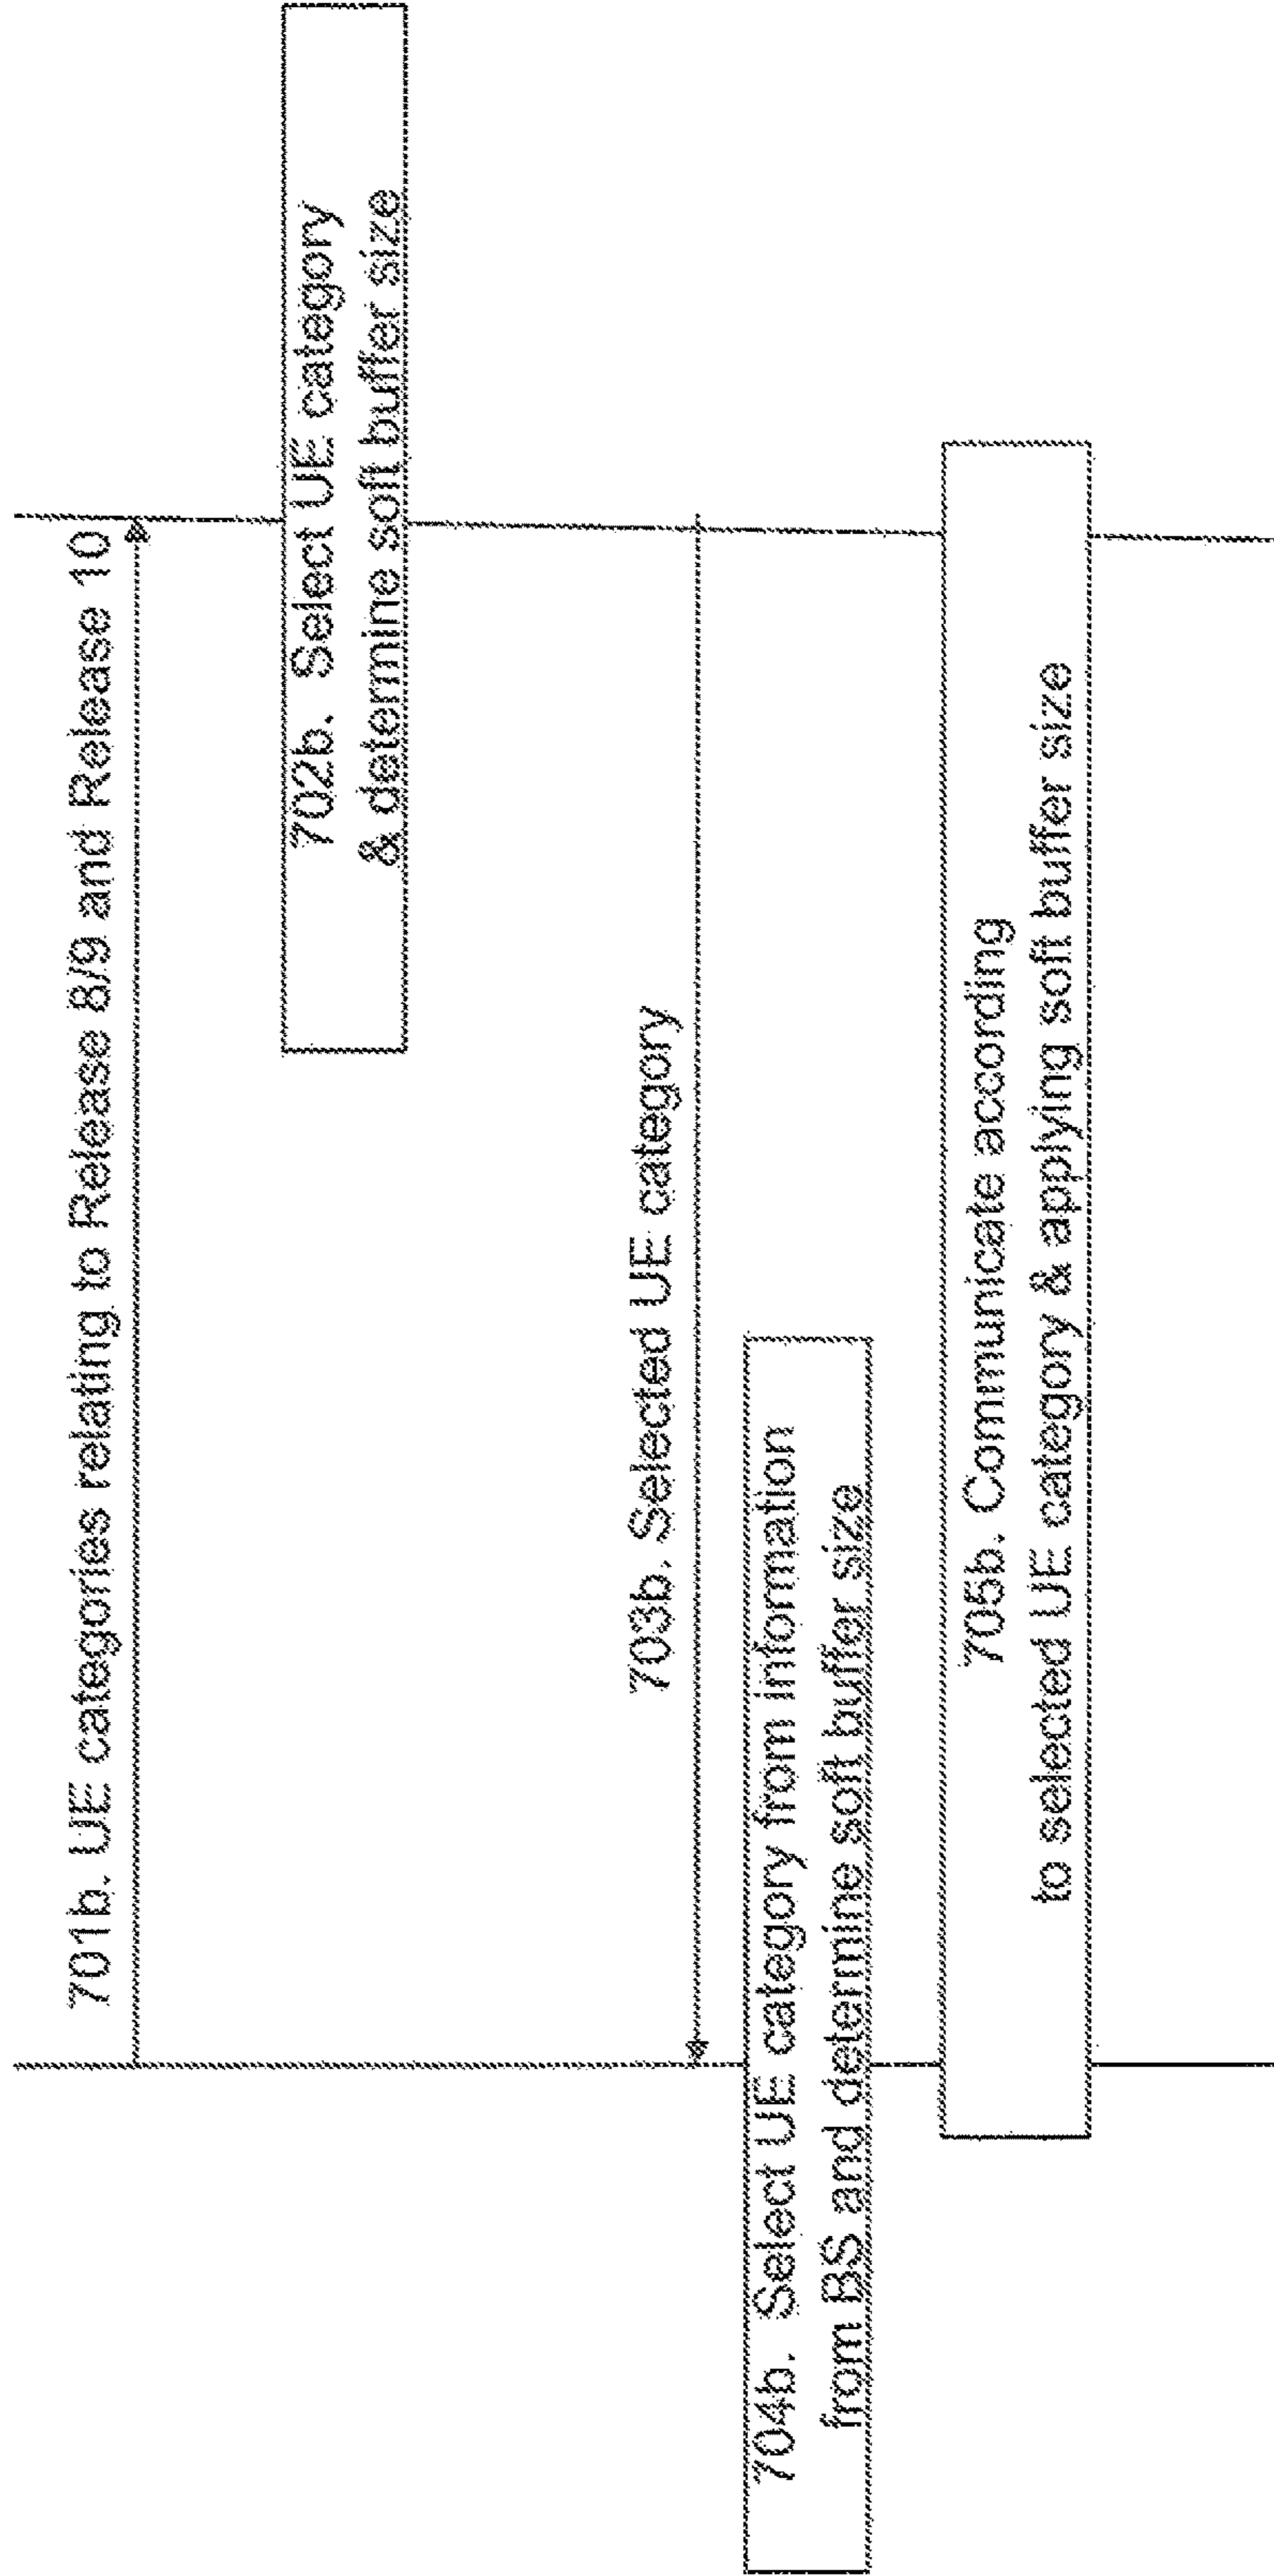 701b. UE categories relating to Release 8/9 and Release 10
702b. Select UE category
& determine soft buffer size
703b. Selected UE category
704b. Select UE category from information
from BS and determine soft buffer size
705b. Communicate according
to selected UE category & applying soft buffer size